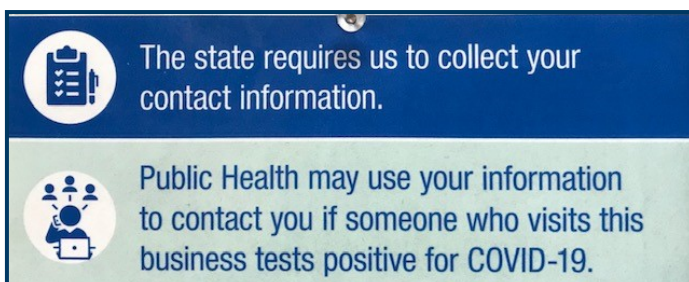 The state requires us to collect your
contact information.
Public Health may use your information
to contact you if someone who visits this
business tests positive for COVID-19.